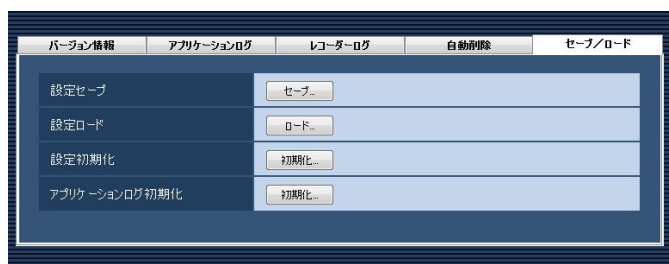 バージョン情報 アプリケーションログ レコーダーログ 自動削除 セーブ/ロード
設定セーブ セーブ...
設定ロード ロード...
設定初期化 初期化...
アプリケーションログ初期化 初期化...